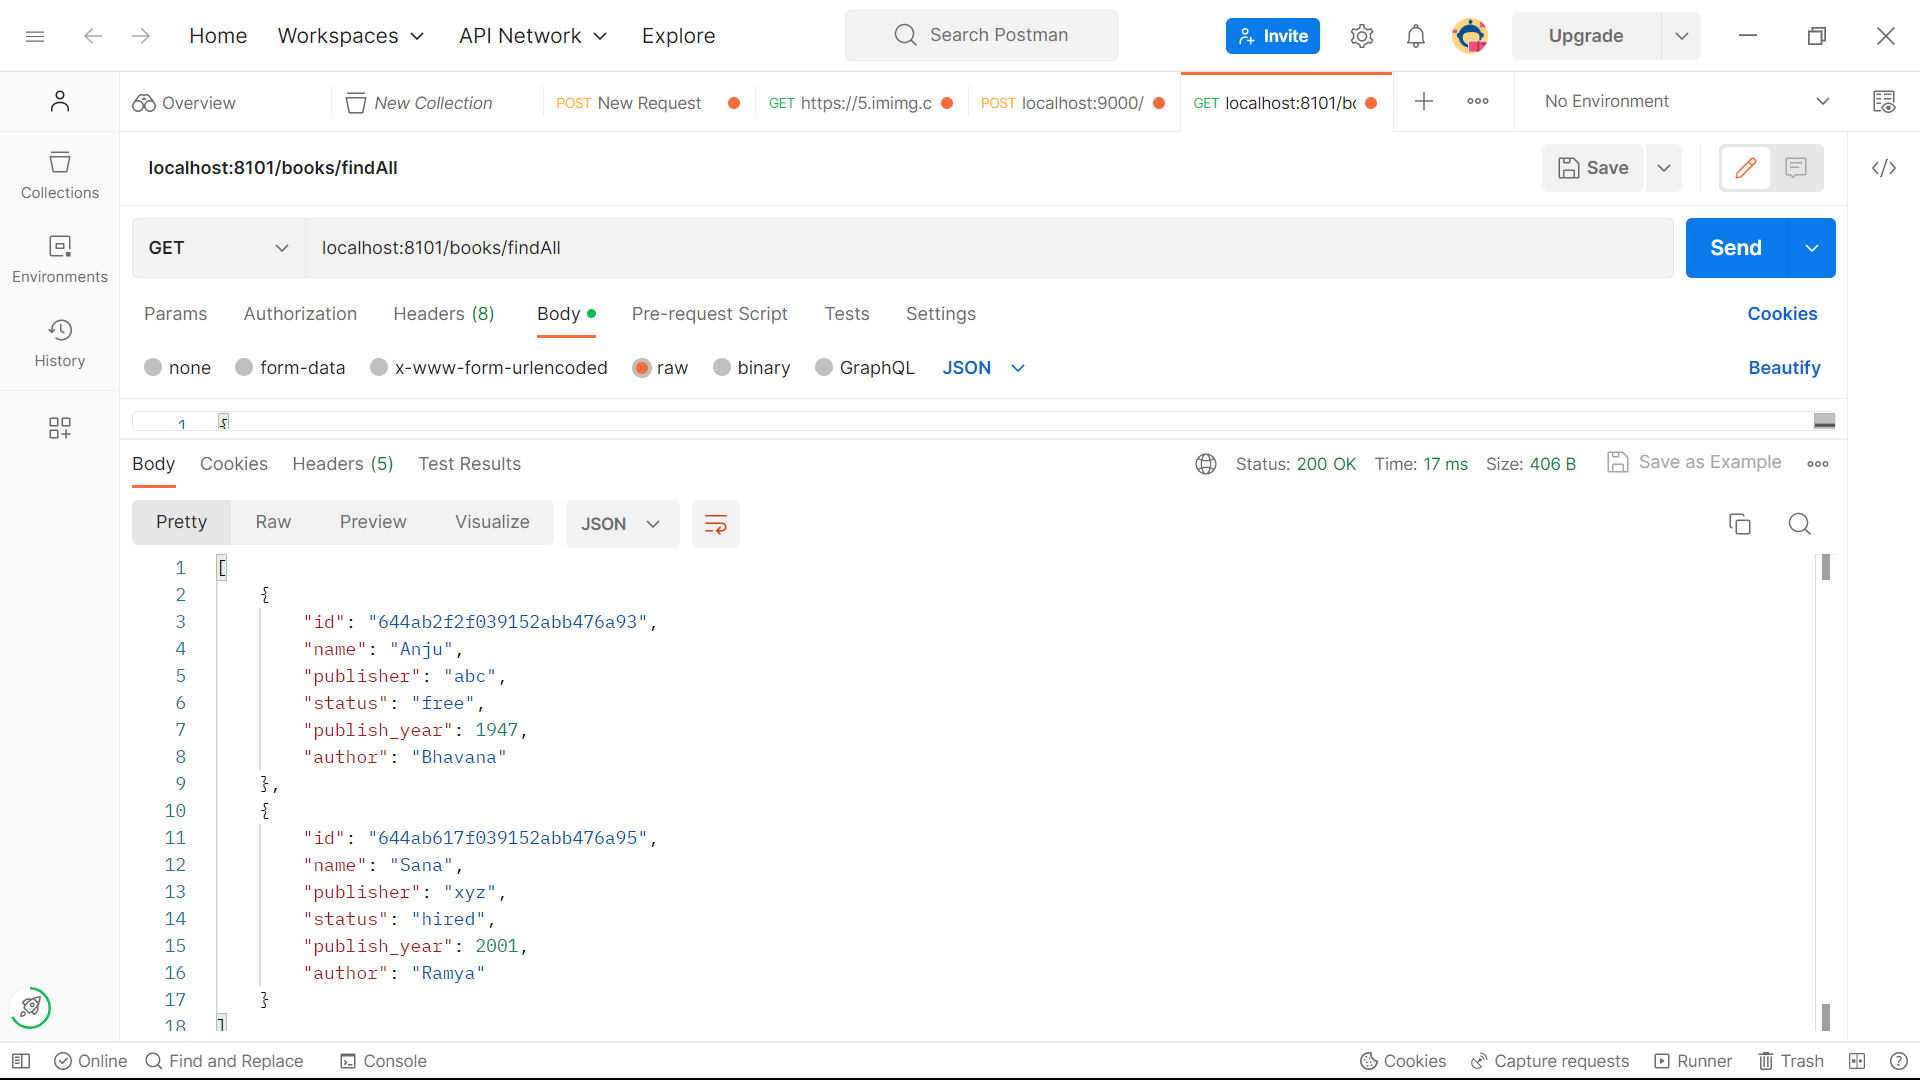 Home Workspaces API Network Explore Search Postman Invite Upgrade
Overview New Collection POST New Request GET https://5.imimg.c POST localhost:9000/ GET localhost:8101/bo No Environment
localhost:8101/books/findAll Save
Collections
Environments
History
GET localhost:8101/books/findAll Send
Params Authorization Headers (8) Body Pre-request Script Tests Settings Cookies
none form-data x-www-form-urlencoded raw binary GraphQL JSON Beautify
1 {
Body Cookies Headers (5) Test Results Status: 200 OK Time: 17 ms Size: 406 B Save as Example
Pretty Raw Preview Visualize JSON
1 [
2 {
3 "id": "644ab2f2f039152abb476a93",
4 "name": "Anju",
5 "publisher": "abc",
6 "status": "free",
7 "publish_year": 1947,
8 "author": "Bhavana"
9 },
10 {
11 "id": "644ab617f039152abb476a95",
12 "name": "Sana",
13 "publisher": "xyz",
14 "status": "hired",
15 "publish_year": 2001,
16 "author": "Ramya"
17 }
18 ]
Online Find and Replace Console Cookies Capture requests Runner Trash